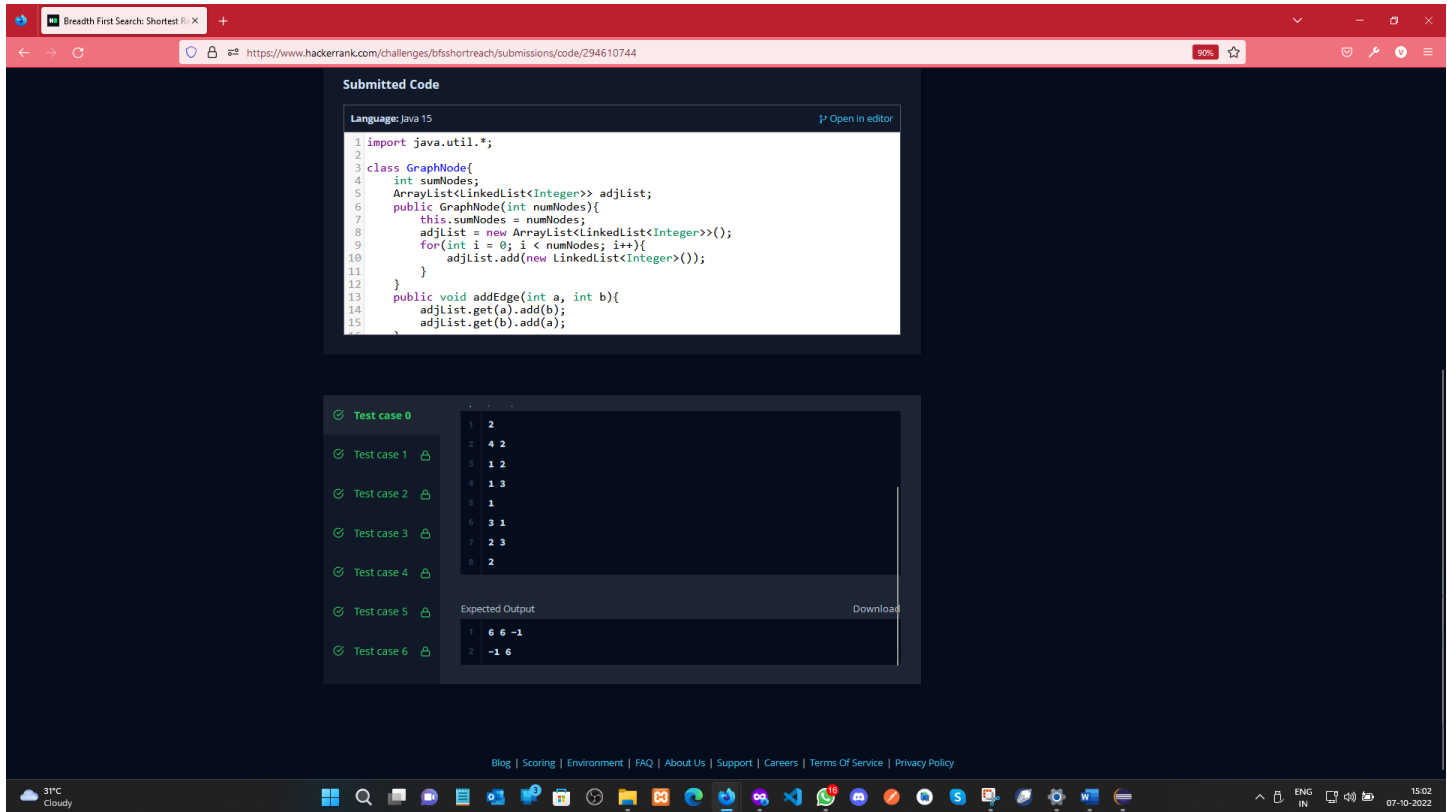 Breadth First Search: Shortest Re
https://www.hackerrank.com/challenges/bfsshortreach/submissions/code/294610744
90%
V
Submitted Code
Language: Java 15
Open in editor
1 import java.util.*;
2
3 class GraphNode{
4     int sumNodes;
5     ArrayList<LinkedList<Integer>> adjList;
6     public GraphNode(int numNodes){
7         this.sumNodes = numNodes;
8         adjList = new ArrayList<LinkedList<Integer>>();
9         for(int i = 0; i < numNodes; i++){
10             adjList.add(new LinkedList<Integer>());
11         }
12     }
13     public void addEdge(int a, int b){
14         adjList.get(a).add(b);
15         adjList.get(b).add(a);
Test case 0
Test case 1
Test case 2
Test case 3
Test case 4
Test case 5
Test case 6
1 2
2 4 2
3 1 2
4 1 3
5 1
6 3 1
7 2 3
8 2
Expected Output
Download
1 6 6 -1
2 -1 6
Blog | Scoring | Environment | FAQ | About Us | Support | Careers | Terms Of Service | Privacy Policy
31°C
Cloudy
3
16
ENG
IN
15:02
07-10-2022